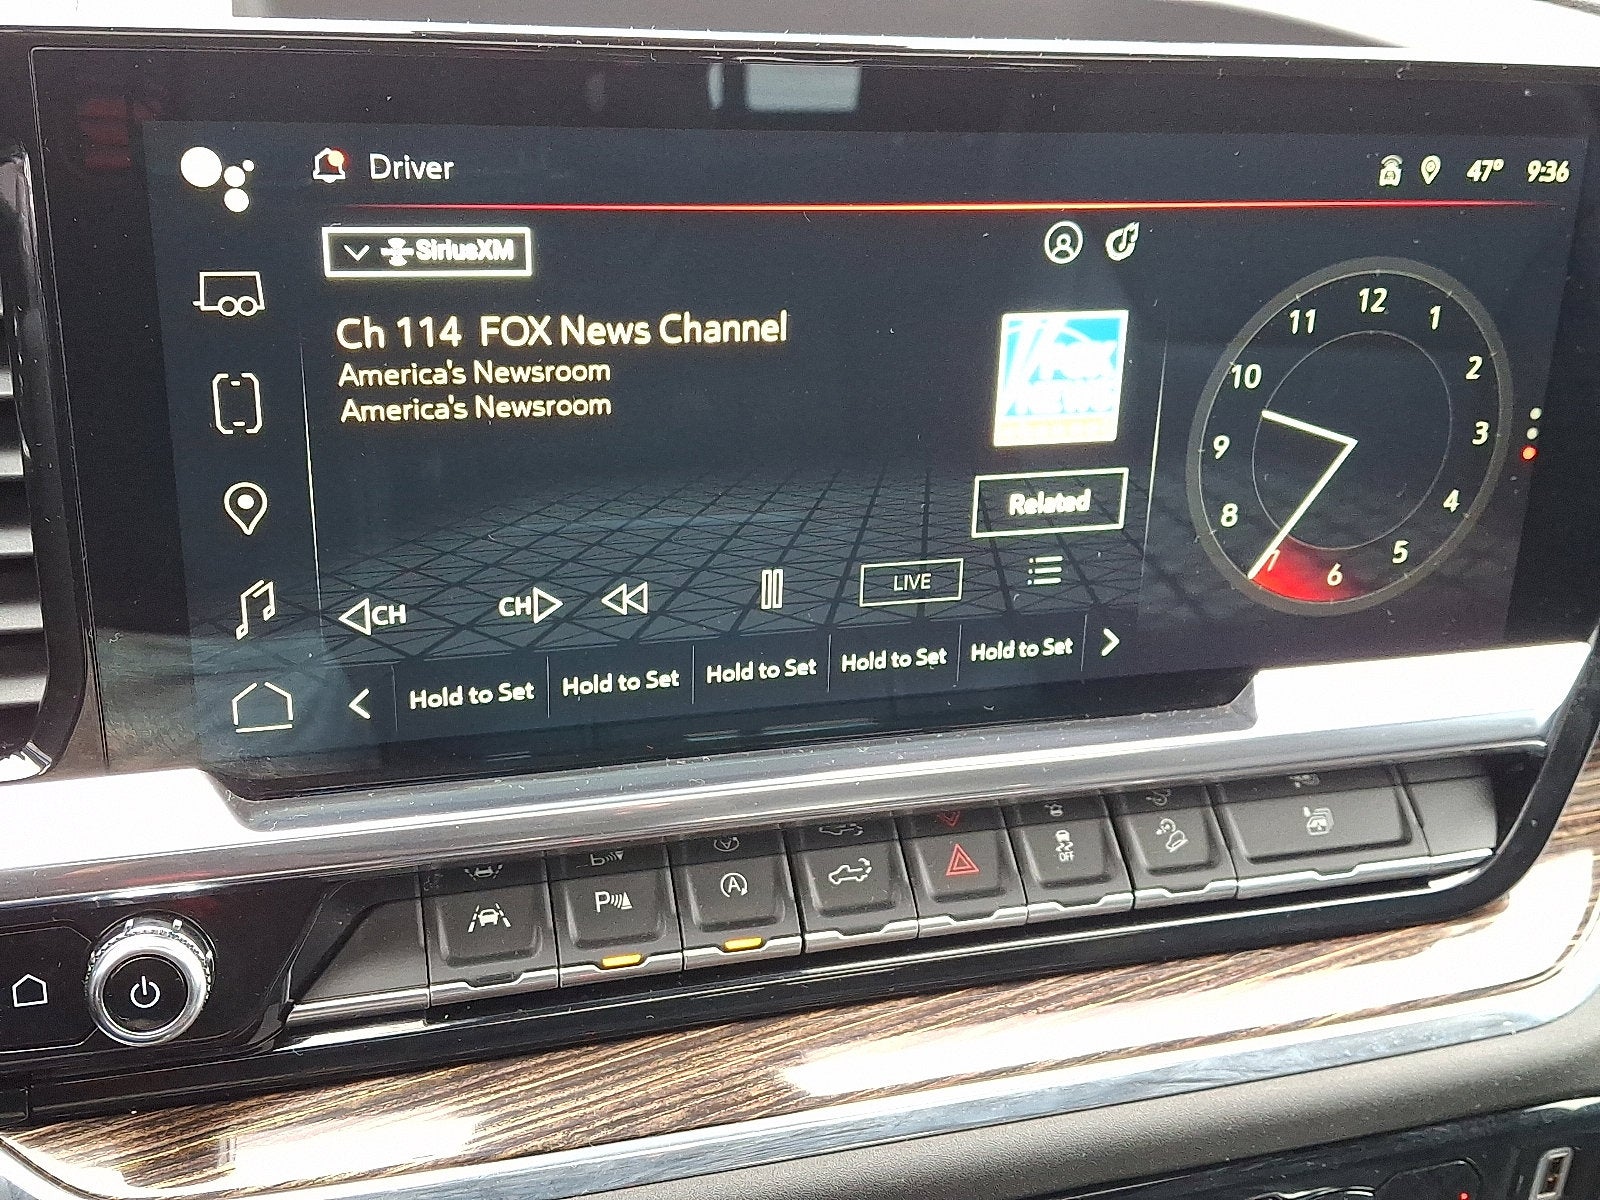 Driver
47° 9:36
SiriusXM
Ch 114 FOX News Channel
America's Newsroom
America's Newsroom
FOX
NEWS
Related
CH
CH
LIVE
Hold to Set
Hold to Set
Hold to Set
Hold to Set
Hold to Set
12
1
2
3
4
5
6
7
8
9
10
11
P
A
OFF